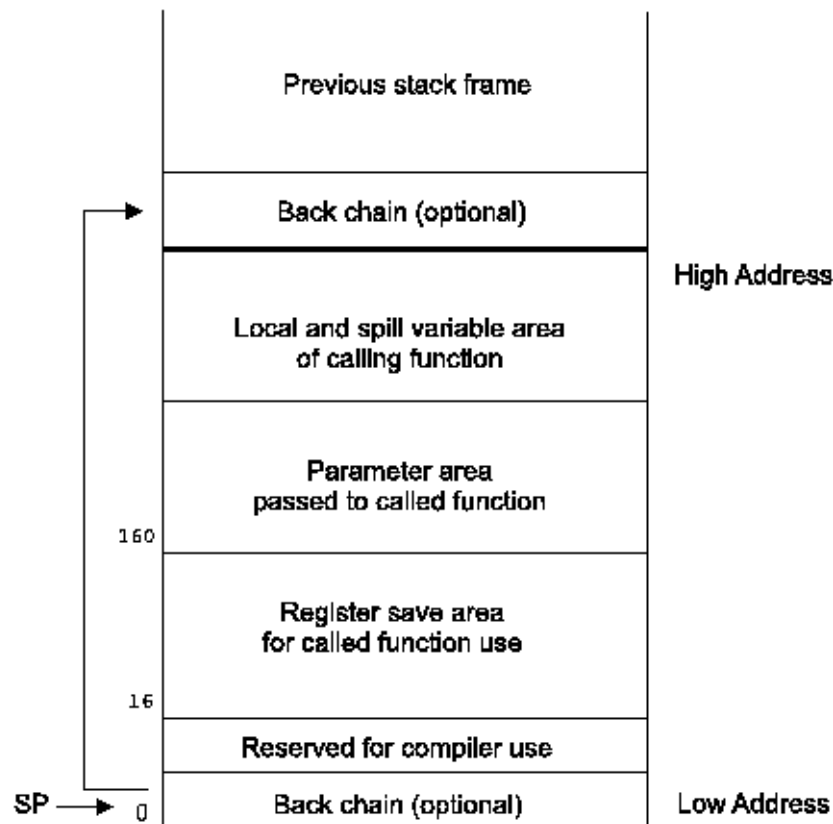 Previous stack frame
Back chain (optional)
High Address
Local and spill variable area
of calling function
Parameter area
passed to called function
160
Register save area
for called function use
16
Reserved for compiler use
SP
0
Back chain (optional)
Low Address